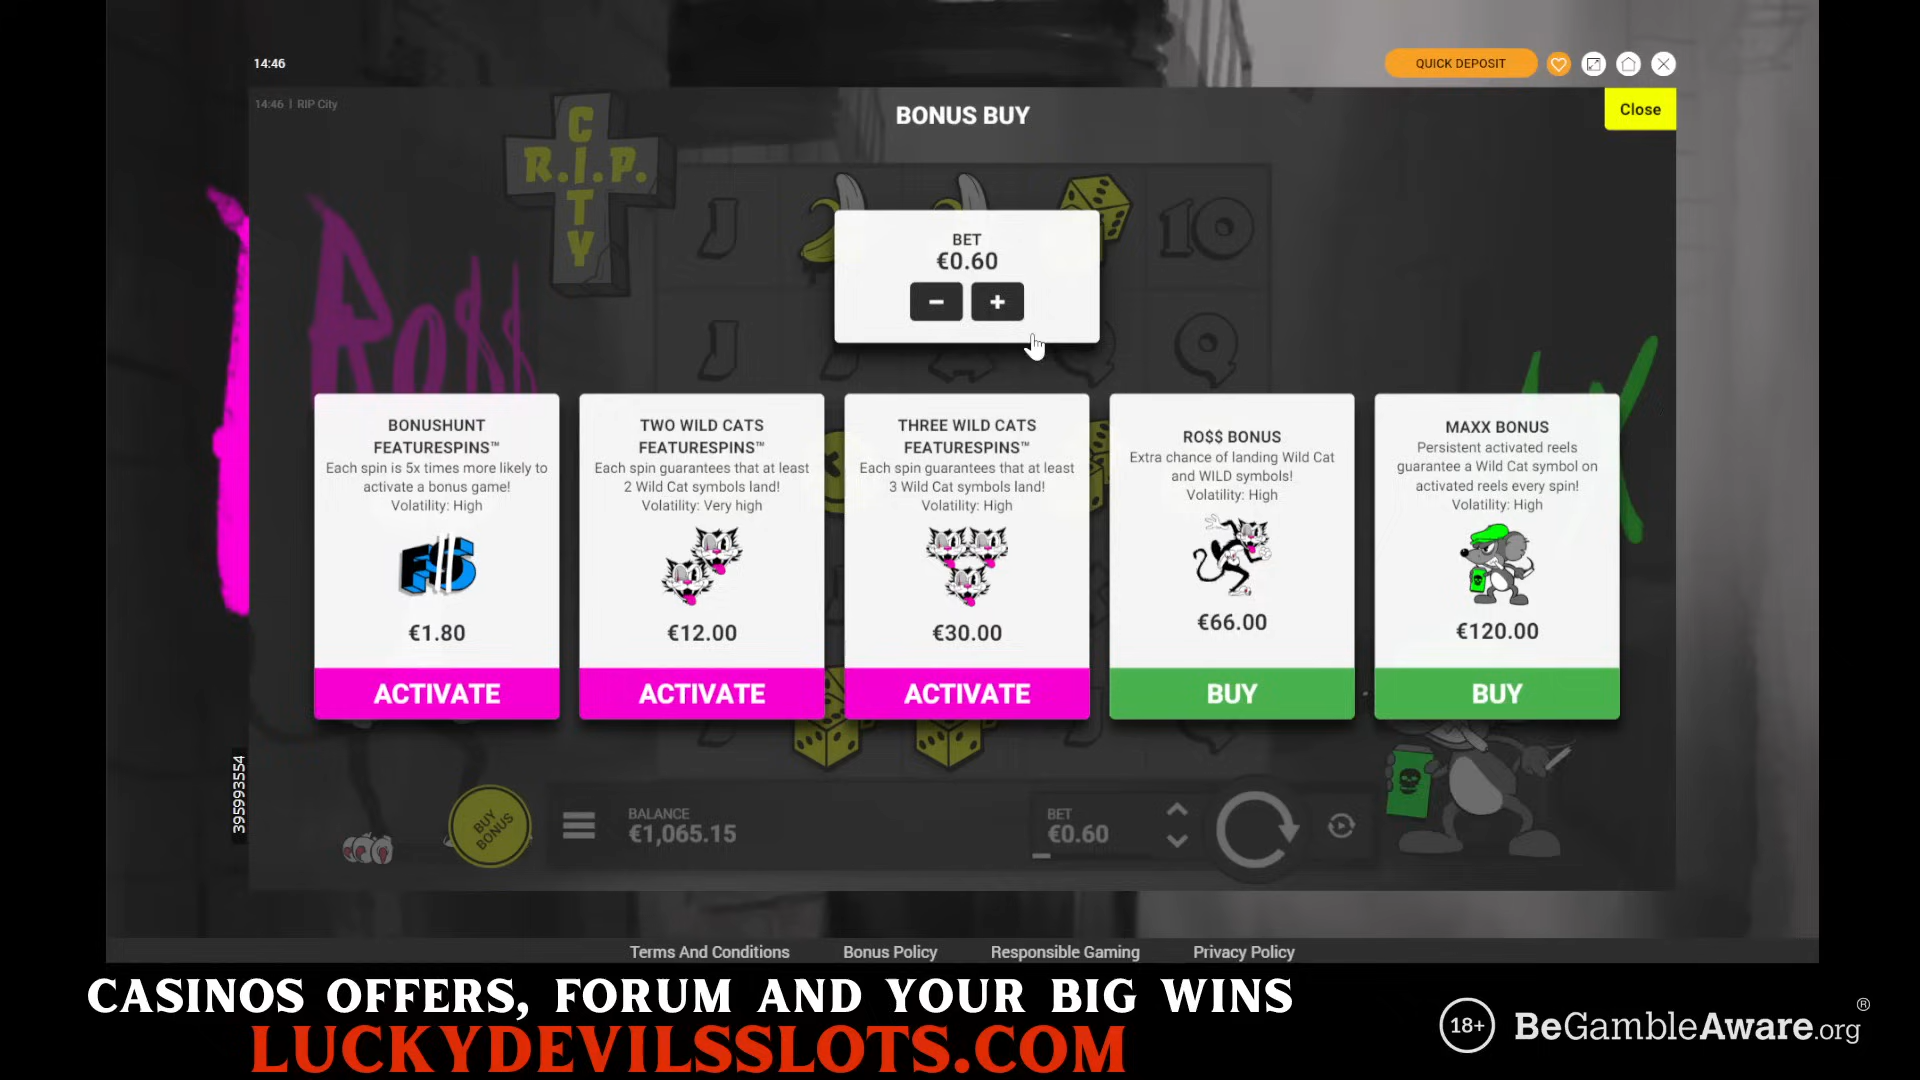 14:46
QUICK DEPOSIT
14:46 | RIP City
BONUS BUY
Close
CITY
R.I.P.
J
10
BET
€0.60
J
Q
Q
Ro$$
BONUSHUNT
FEATURESPINS™
Each spin is 5x times more likely to
activate a bonus game!
Volatility: High
€1.80
ACTIVATE
TWO WILD CATS
FEATURESPINS™
Each spin guarantees that at least
2 Wild Cat symbols land!
Volatility: Very high
€12.00
ACTIVATE
THREE WILD CATS
FEATURESPINS™
Each spin guarantees that at least
3 Wild Cat symbols land!
Volatility: High
€30.00
ACTIVATE
RO$$ BONUS
Extra chance of landing Wild Cat
and WILD symbols!
Volatility: High
€66.00
BUY
MAXX BONUS
Persistent activated reels
guarantee a Wild Cat symbol on
activated reels every spin!
Volatility: High
€120.00
BUY
395993554
BUY
BONUS
BALANCE
€1,065.15
BET
€0.60
Terms And Conditions
Bonus Policy
Responsible Gaming
Privacy Policy
CASINOS OFFERS, FORUM AND YOUR BIG WINS
LUCKYDEVILSSLOTS.COM
18+
BeGambleAware.org®